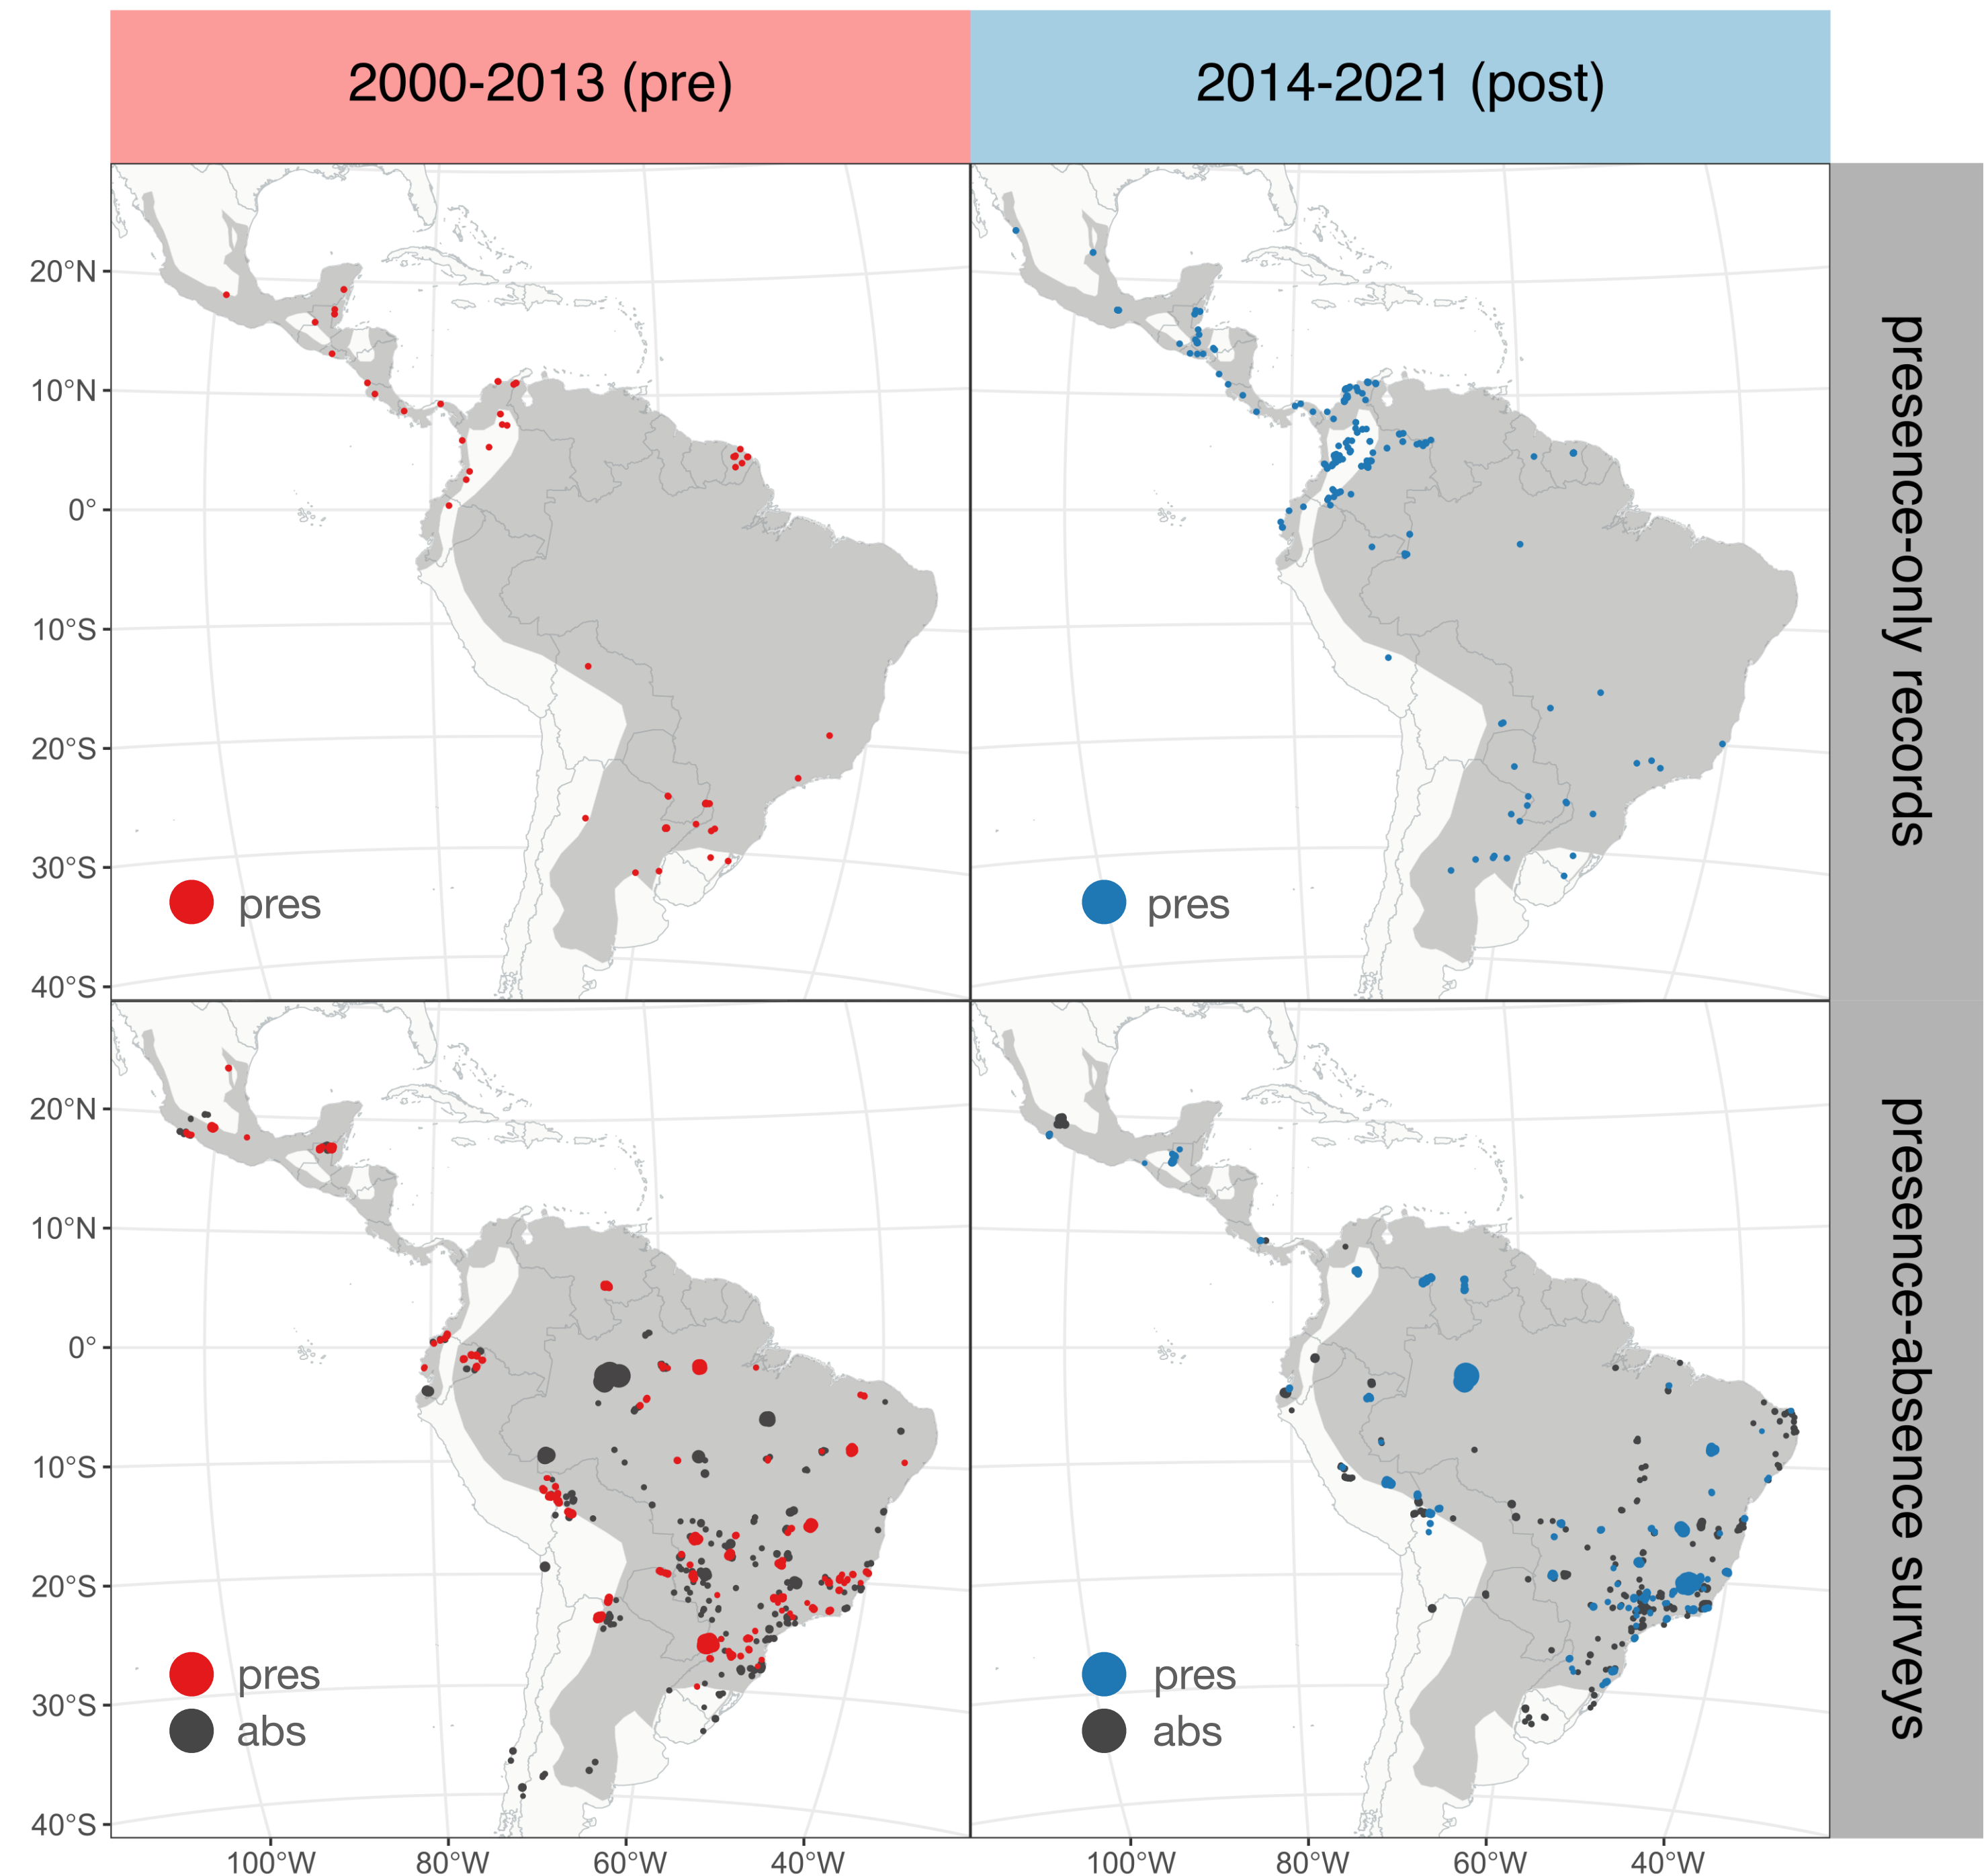 2000-2013 (pre)
2014-2021 (post)
20°N
10°N
0°
10°S
20°S
30°S
40°S
pres
pres
presence-only records
20°N
10°N
0°
10°S
20°S
30°S
40°S
pres
abs
pres
abs
presence-absence surveys
100°W
80°W
60°W
40°W
100°W
80°W
60°W
40°W